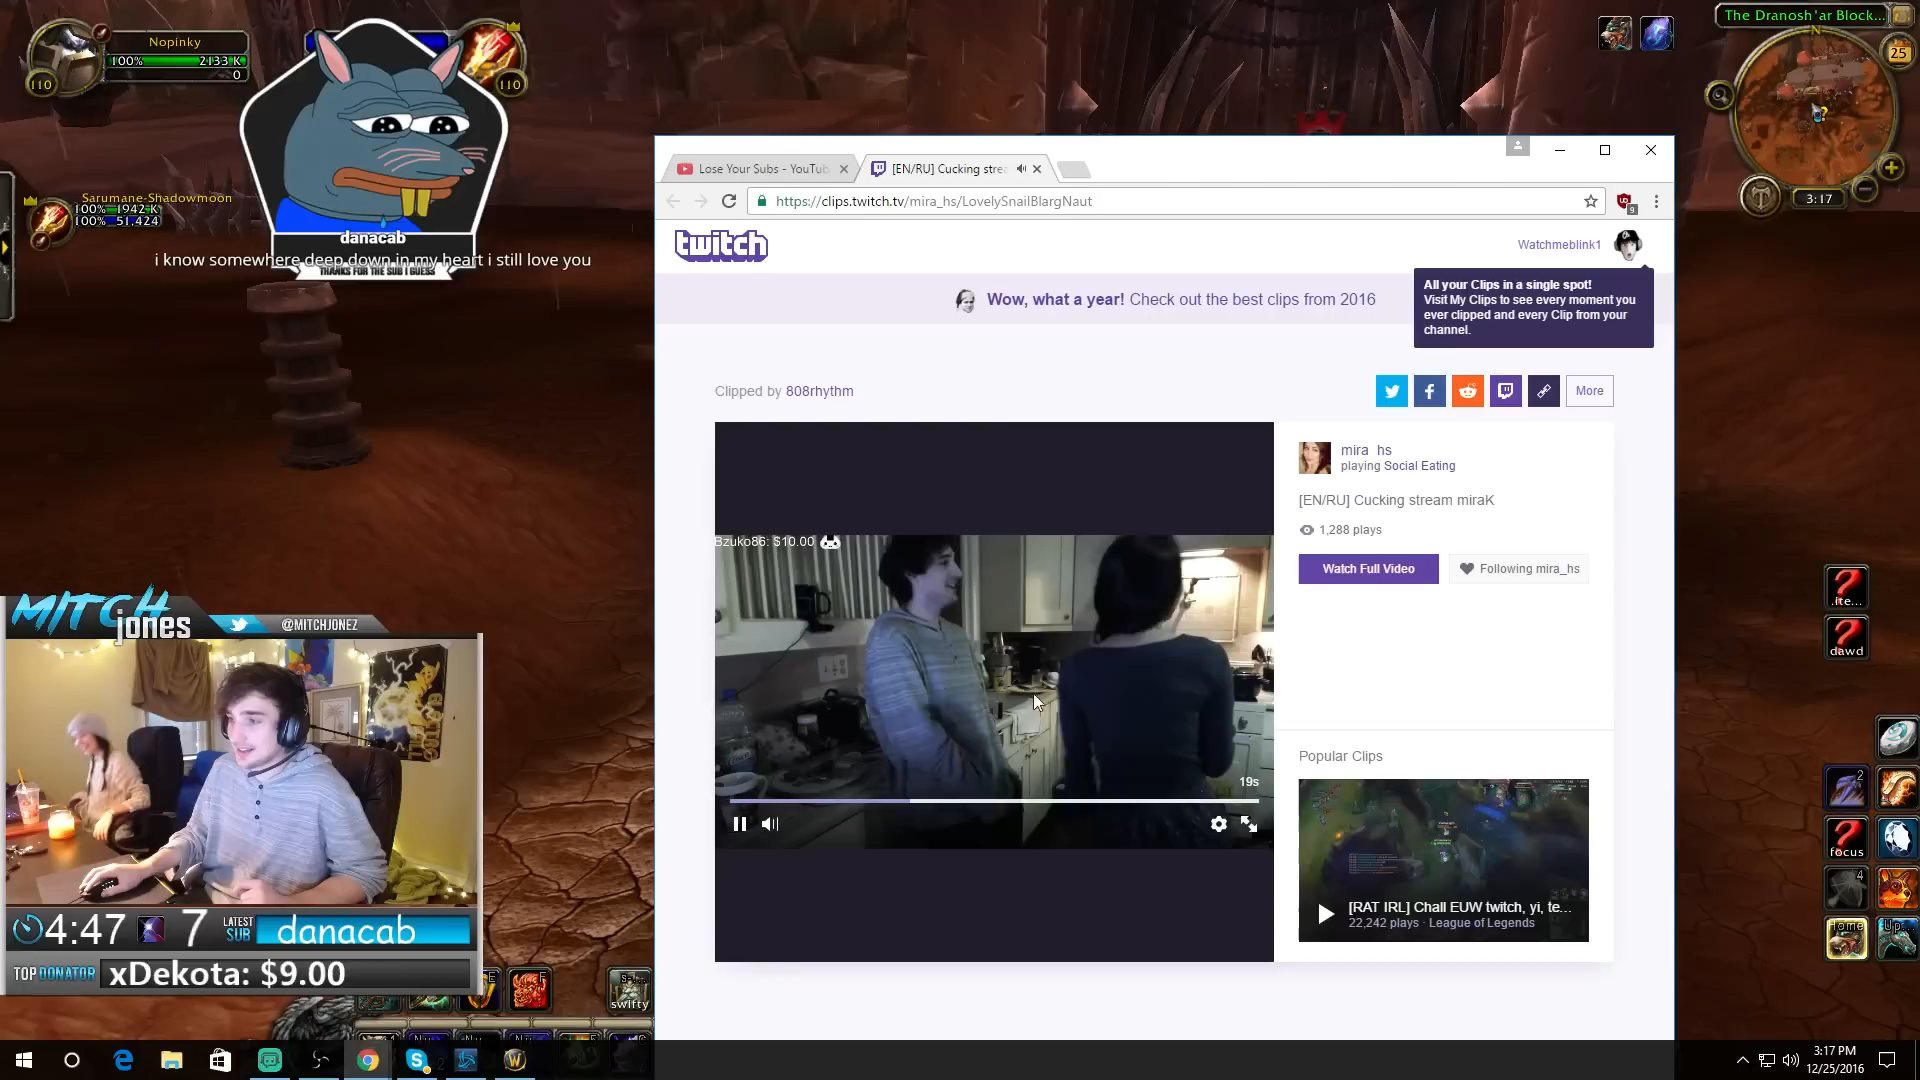 Nopinky
100% 2133 K
0
110
110
Sarumane-Shadowmoon
100% 1942 K
100% 51,424
danacab
i know somewhere deep down in my heart i still love you
THANKS FOR THE SUB I GUESS
The Dranosh'ar Block...
N
25
3:17
Lose Your Subs - YouTub
[EN/RU] Cucking stre
https://clips.twitch.tv/mira_hs/LovelySnailBlargNaut
9
twitch
Watchmeblink1
Wow, what a year! Check out the best clips from 2016
All your Clips in a single spot!
Visit My Clips to see every moment you
ever clipped and every Clip from your
channel.
Clipped by 808rhythm
More
mira_hs
playing Social Eating
[EN/RU] Cucking stream miraK
1,288 plays
Watch Full Video
Following mira_hs
Bzuko86: $10.00
19s
Popular Clips
[RAT IRL] Chall EUW twitch, yi, te...
22,242 plays · League of Legends
MITCH
jones
@MITCHJONEZ
4:47
7
LATEST
SUB
danacab
TOP DONATOR
xDekota: $9.00
E
F
swifty
.ite...
dawd
2
focus
4
Home
Up...
3:17 PM
12/25/2016